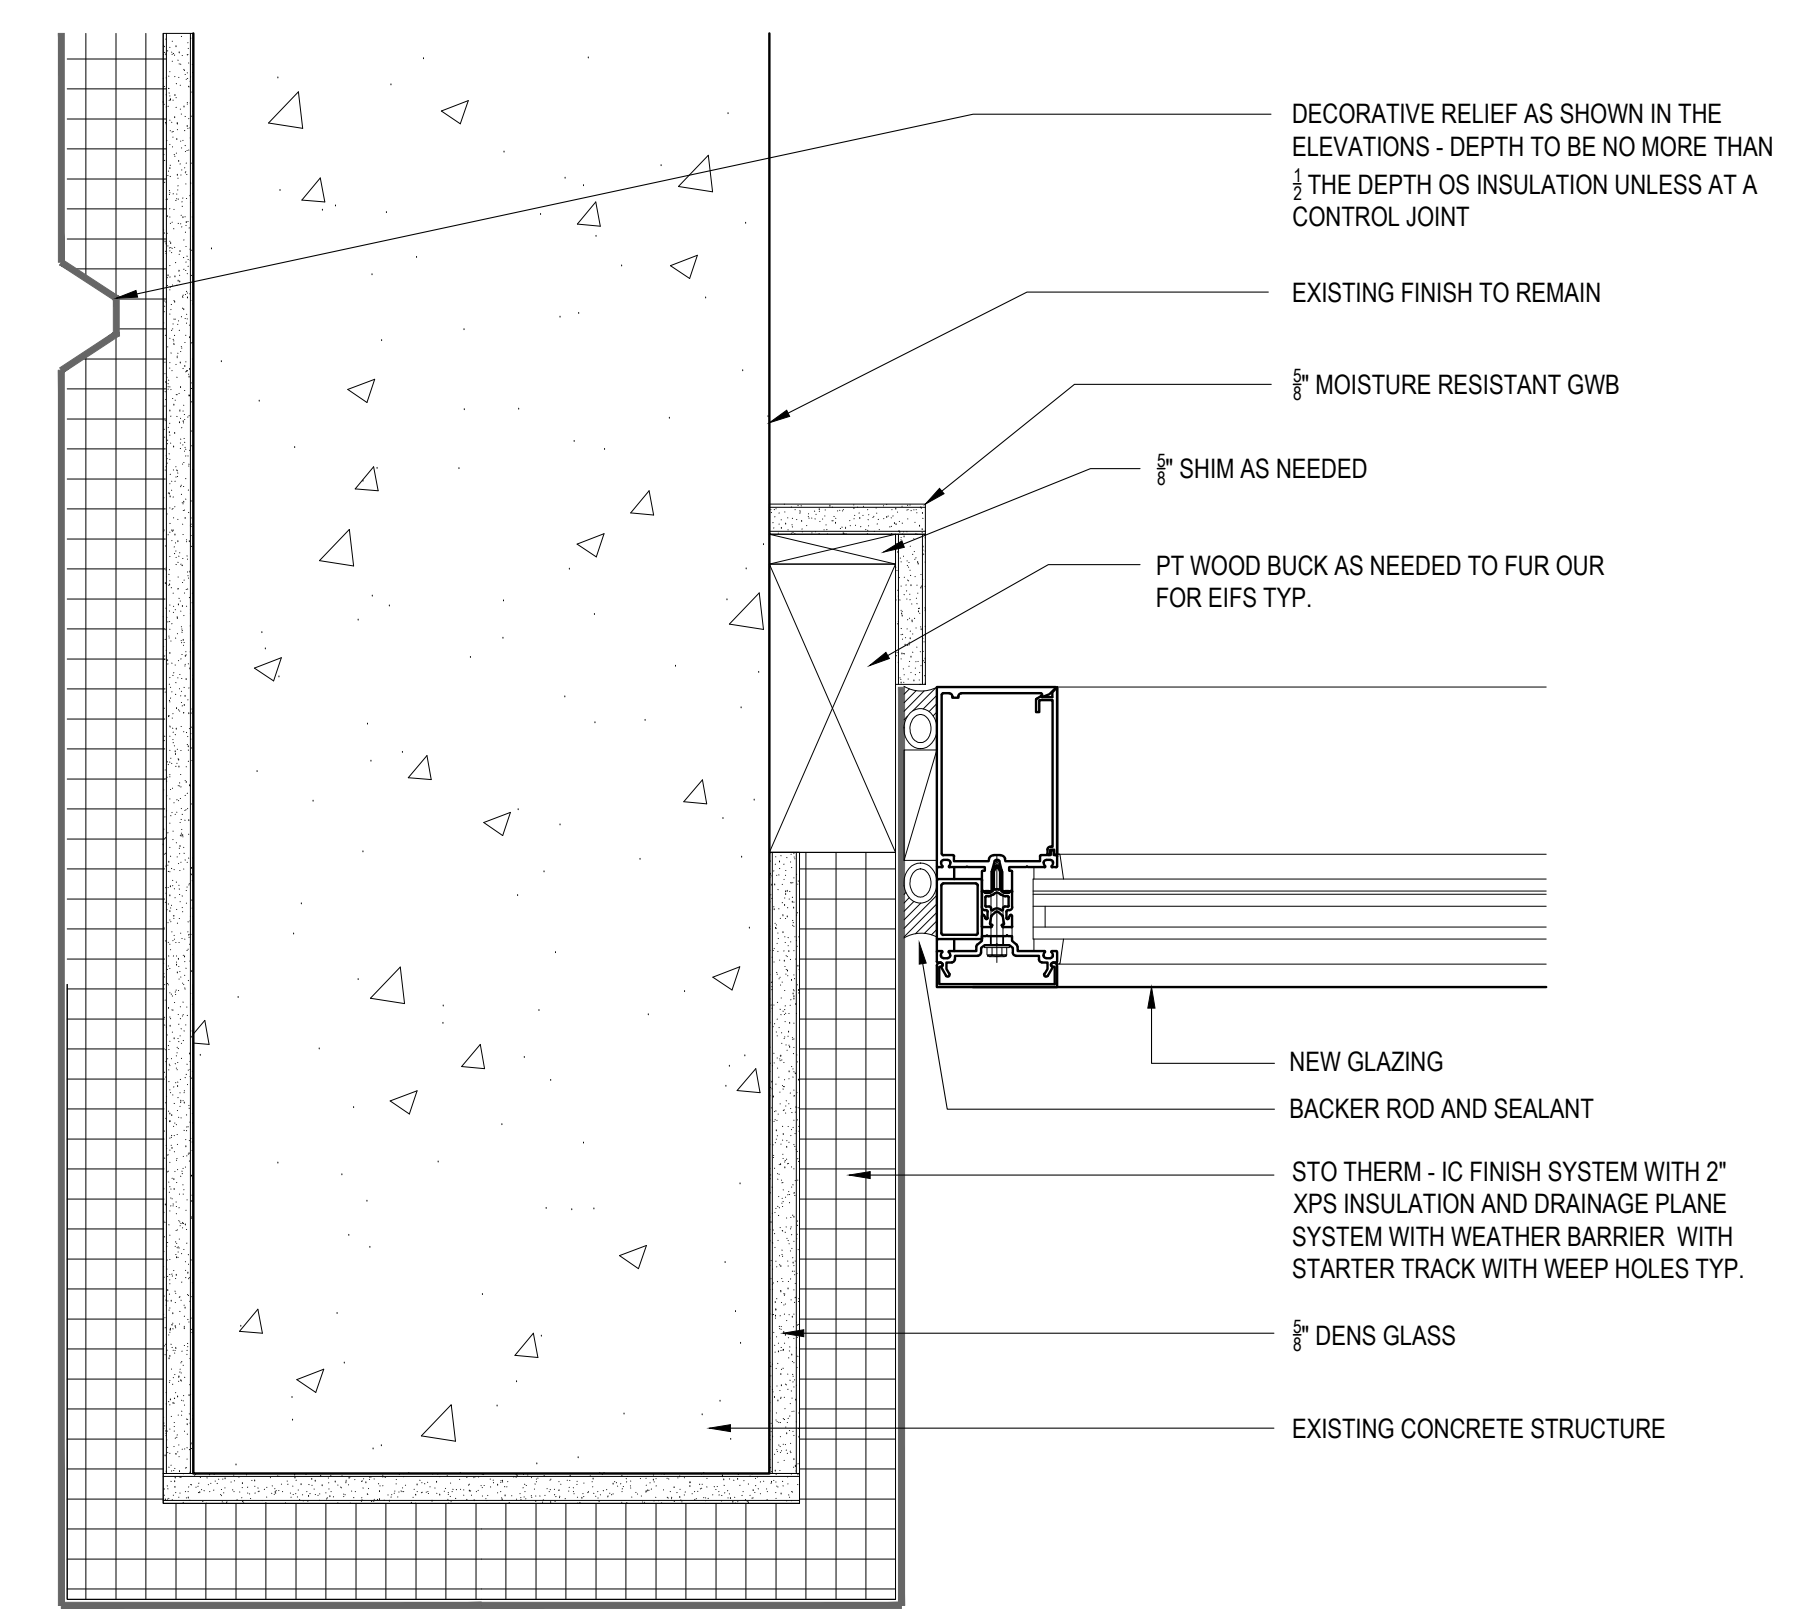 DECORATIVE RELIEF AS SHOWN IN THE
ELEVATIONS - DEPTH TO BE NO MORE THAN
1/2 THE DEPTH OS INSULATION UNLESS AT A
CONTROL JOINT
EXISTING FINISH TO REMAIN
5/8" MOISTURE RESISTANT GWB
5/8" SHIM AS NEEDED
PT WOOD BUCK AS NEEDED TO FUR OUR
FOR EIFS TYP.
NEW GLAZING
BACKER ROD AND SEALANT
STO THERM - IC FINISH SYSTEM WITH 2"
XPS INSULATION AND DRAINAGE PLANE
SYSTEM WITH WEATHER BARRIER WITH
STARTER TRACK WITH WEEP HOLES TYP.
5/8" DENS GLASS
EXISTING CONCRETE STRUCTURE